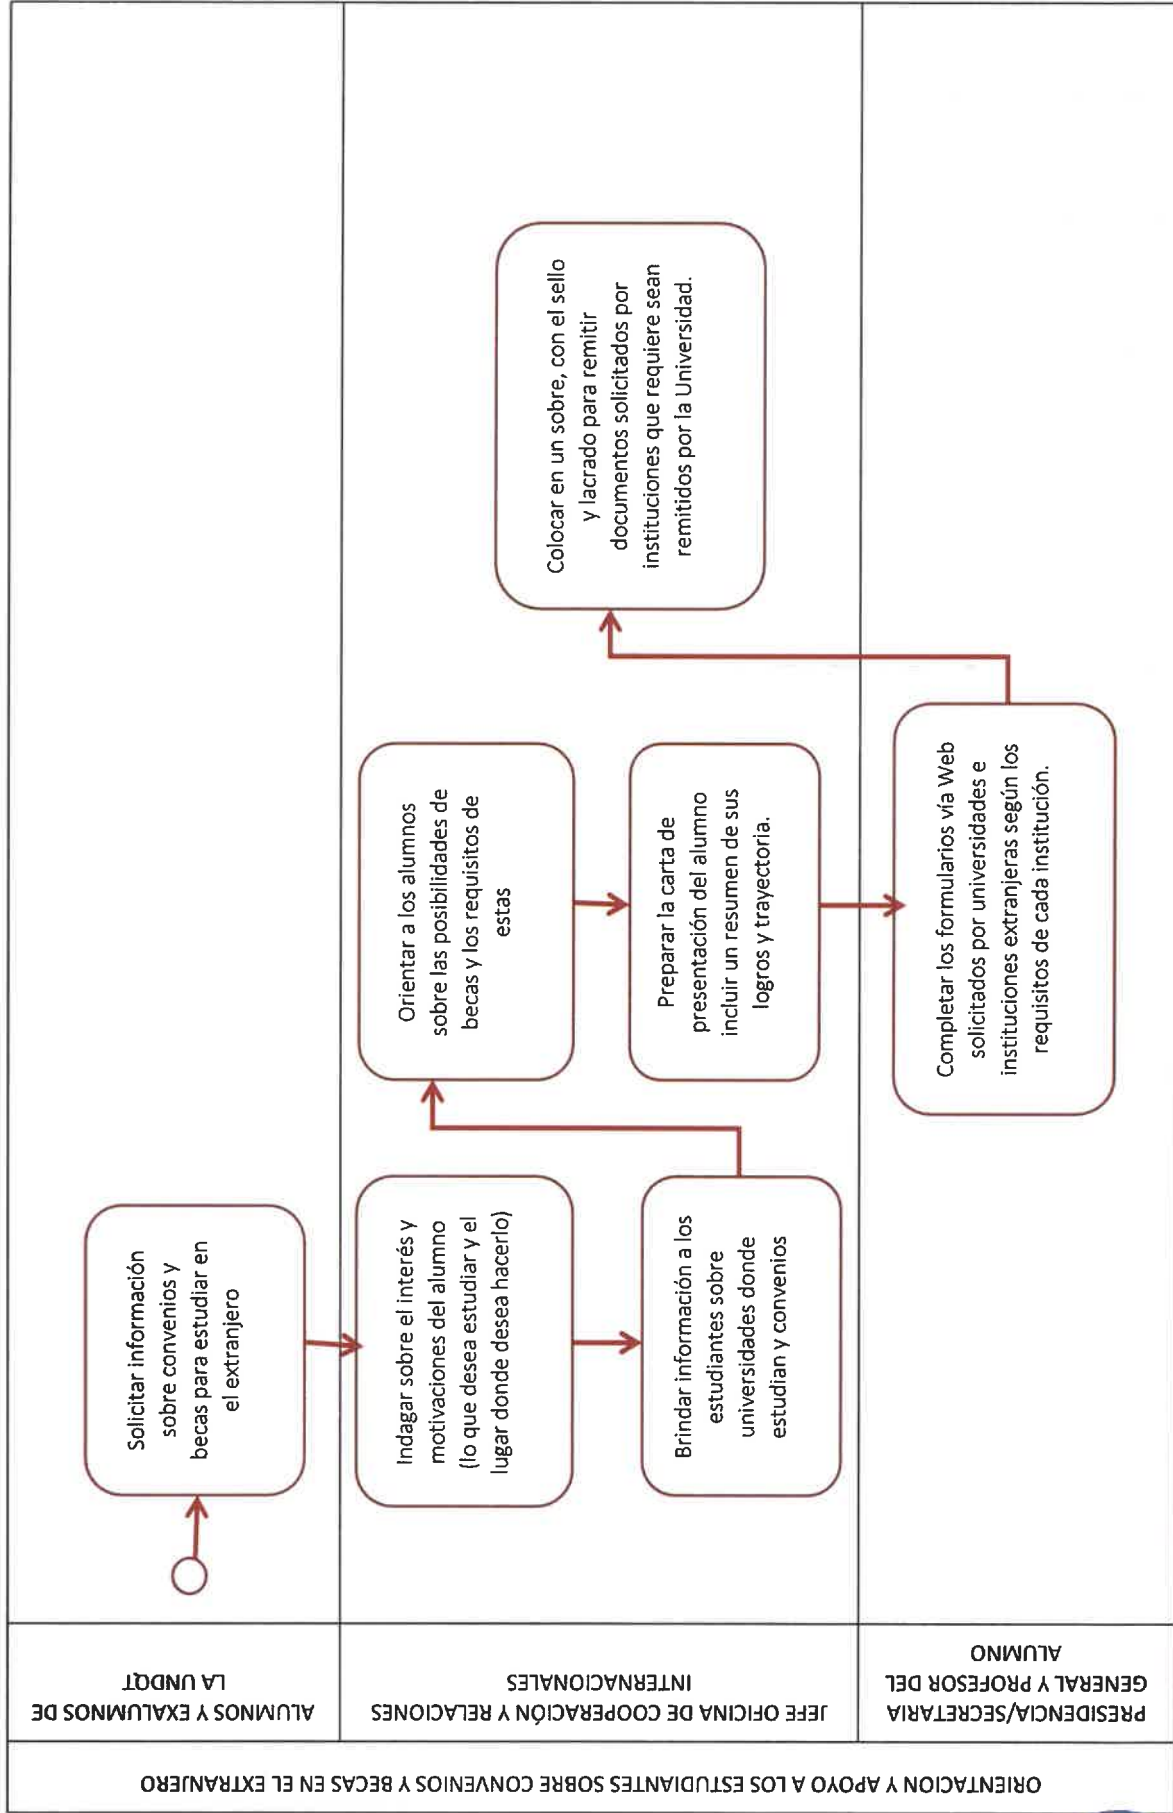 ORIENTACION Y APOYO A LOS ESTUDIANTES SOBRE CONVENIOS Y BECAS EN EL EXTRANJERO
ALUMNOS Y EXALUMNOS DE
LA UNDQT
Solicitar información
sobre convenios y
becas para estudiar en
el extranjero
JEFE OFICINA DE COOPERACIÓN Y RELACIONES
INTERNACIONALES
Indagar sobre el interés y
motivaciones del alumno
(lo que desea estudiar y el
lugar donde desea hacerlo)
Brindar información a los
estudiantes sobre
universidades donde
estudian y convenios
Orientar a los alumnos
sobre las posibilidades de
becas y los requisitos de
estas
Preparar la carta de
presentación del alumno
incluir un resumen de sus
logros y trayectoria.
PRESIDENCIA/SECRETARIA
GENERAL Y PROFESOR DEL
ALUMNO
Completar los formularios vía Web
solicitados por universidades e
instituciones extranjeras según los
requisitos de cada institución.
Colocar en un sobre, con el sello
y lacrado para remitir
documentos solicitados por
instituciones que requiere sean
remitidos por la Universidad.